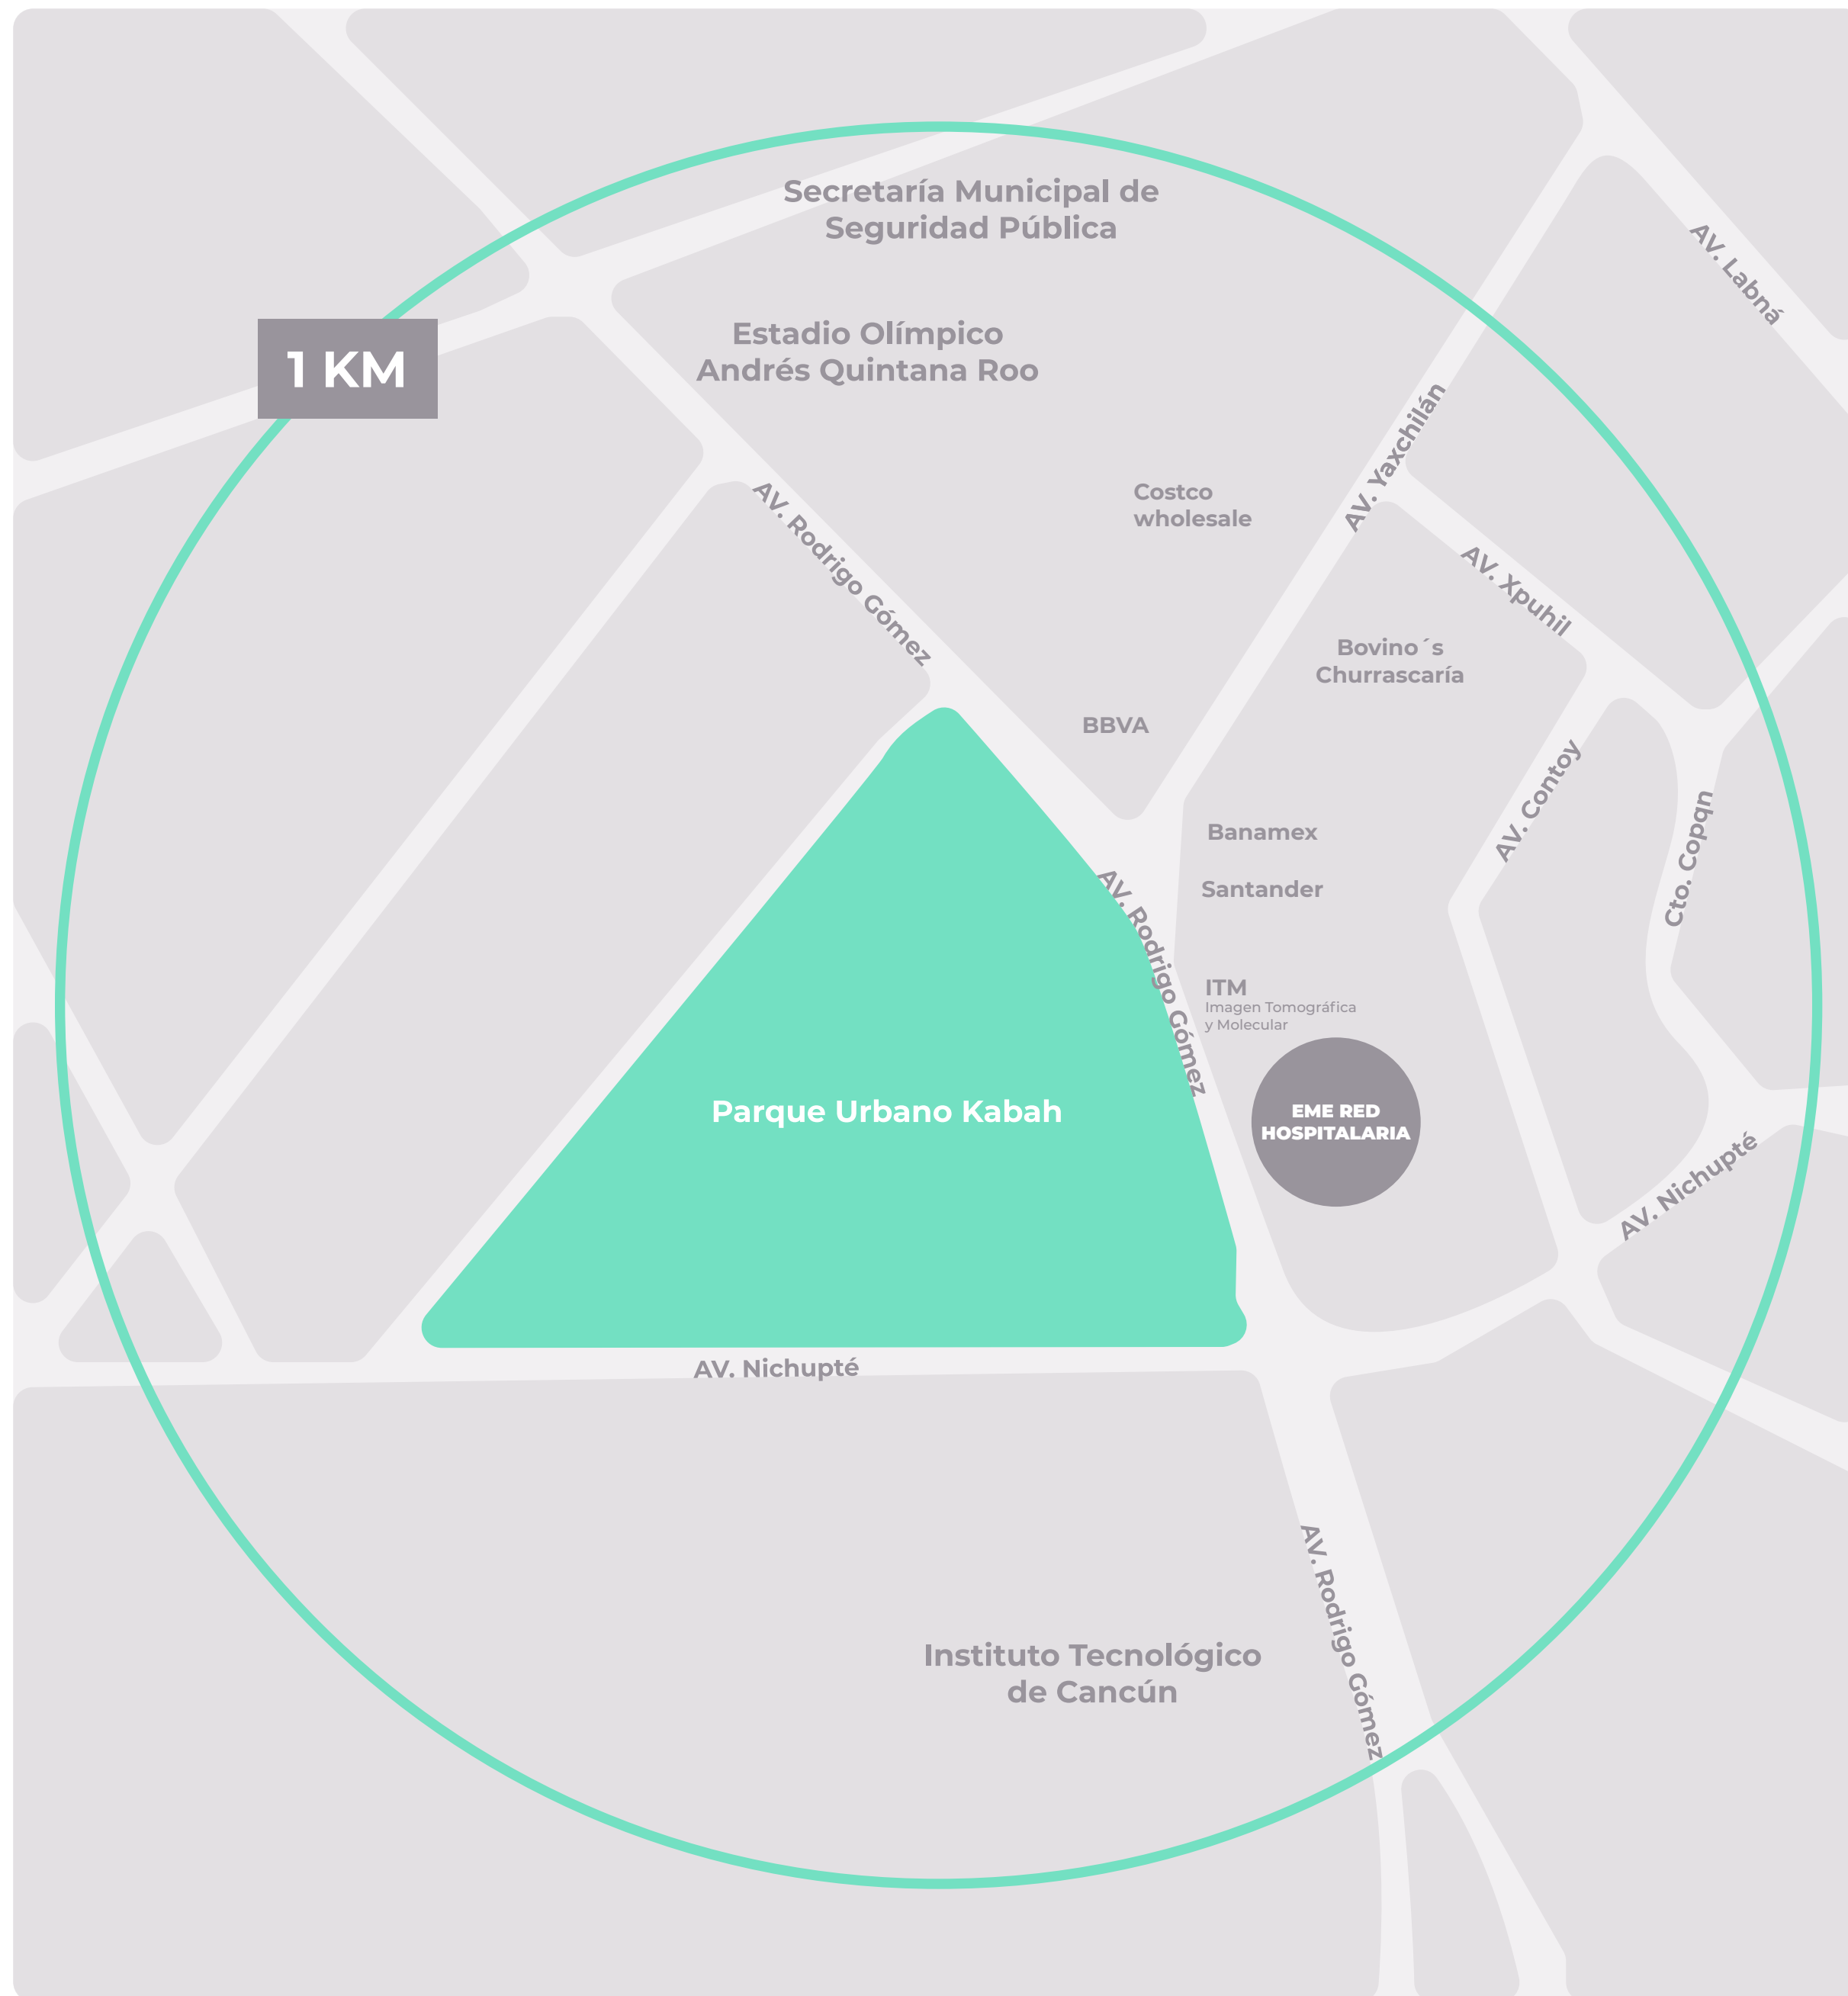 Secretaría Municipal de
Seguridad Pública
AV. Labná
Estadio Olímpico
Andrés Quintana Roo
1 KM
AV. Yaxchilán
Costco
wholesale
AV. Rodrigo Gómez
AV. Xpuhil
Bovino´s
Churrascaría
BBVA
AV. Contoy
Cto. Copqn
Banamex
Santander
AV. Rodrigo Gómez
ITM
Imagen Tomográfica
y Molecular
Parque Urbano Kabah
EME RED
HOSPITALARIA
AV. Nichupté
AV. Nichupté
AV. Rodrigo Gómez
Instituto Tecnológico
de Cancún